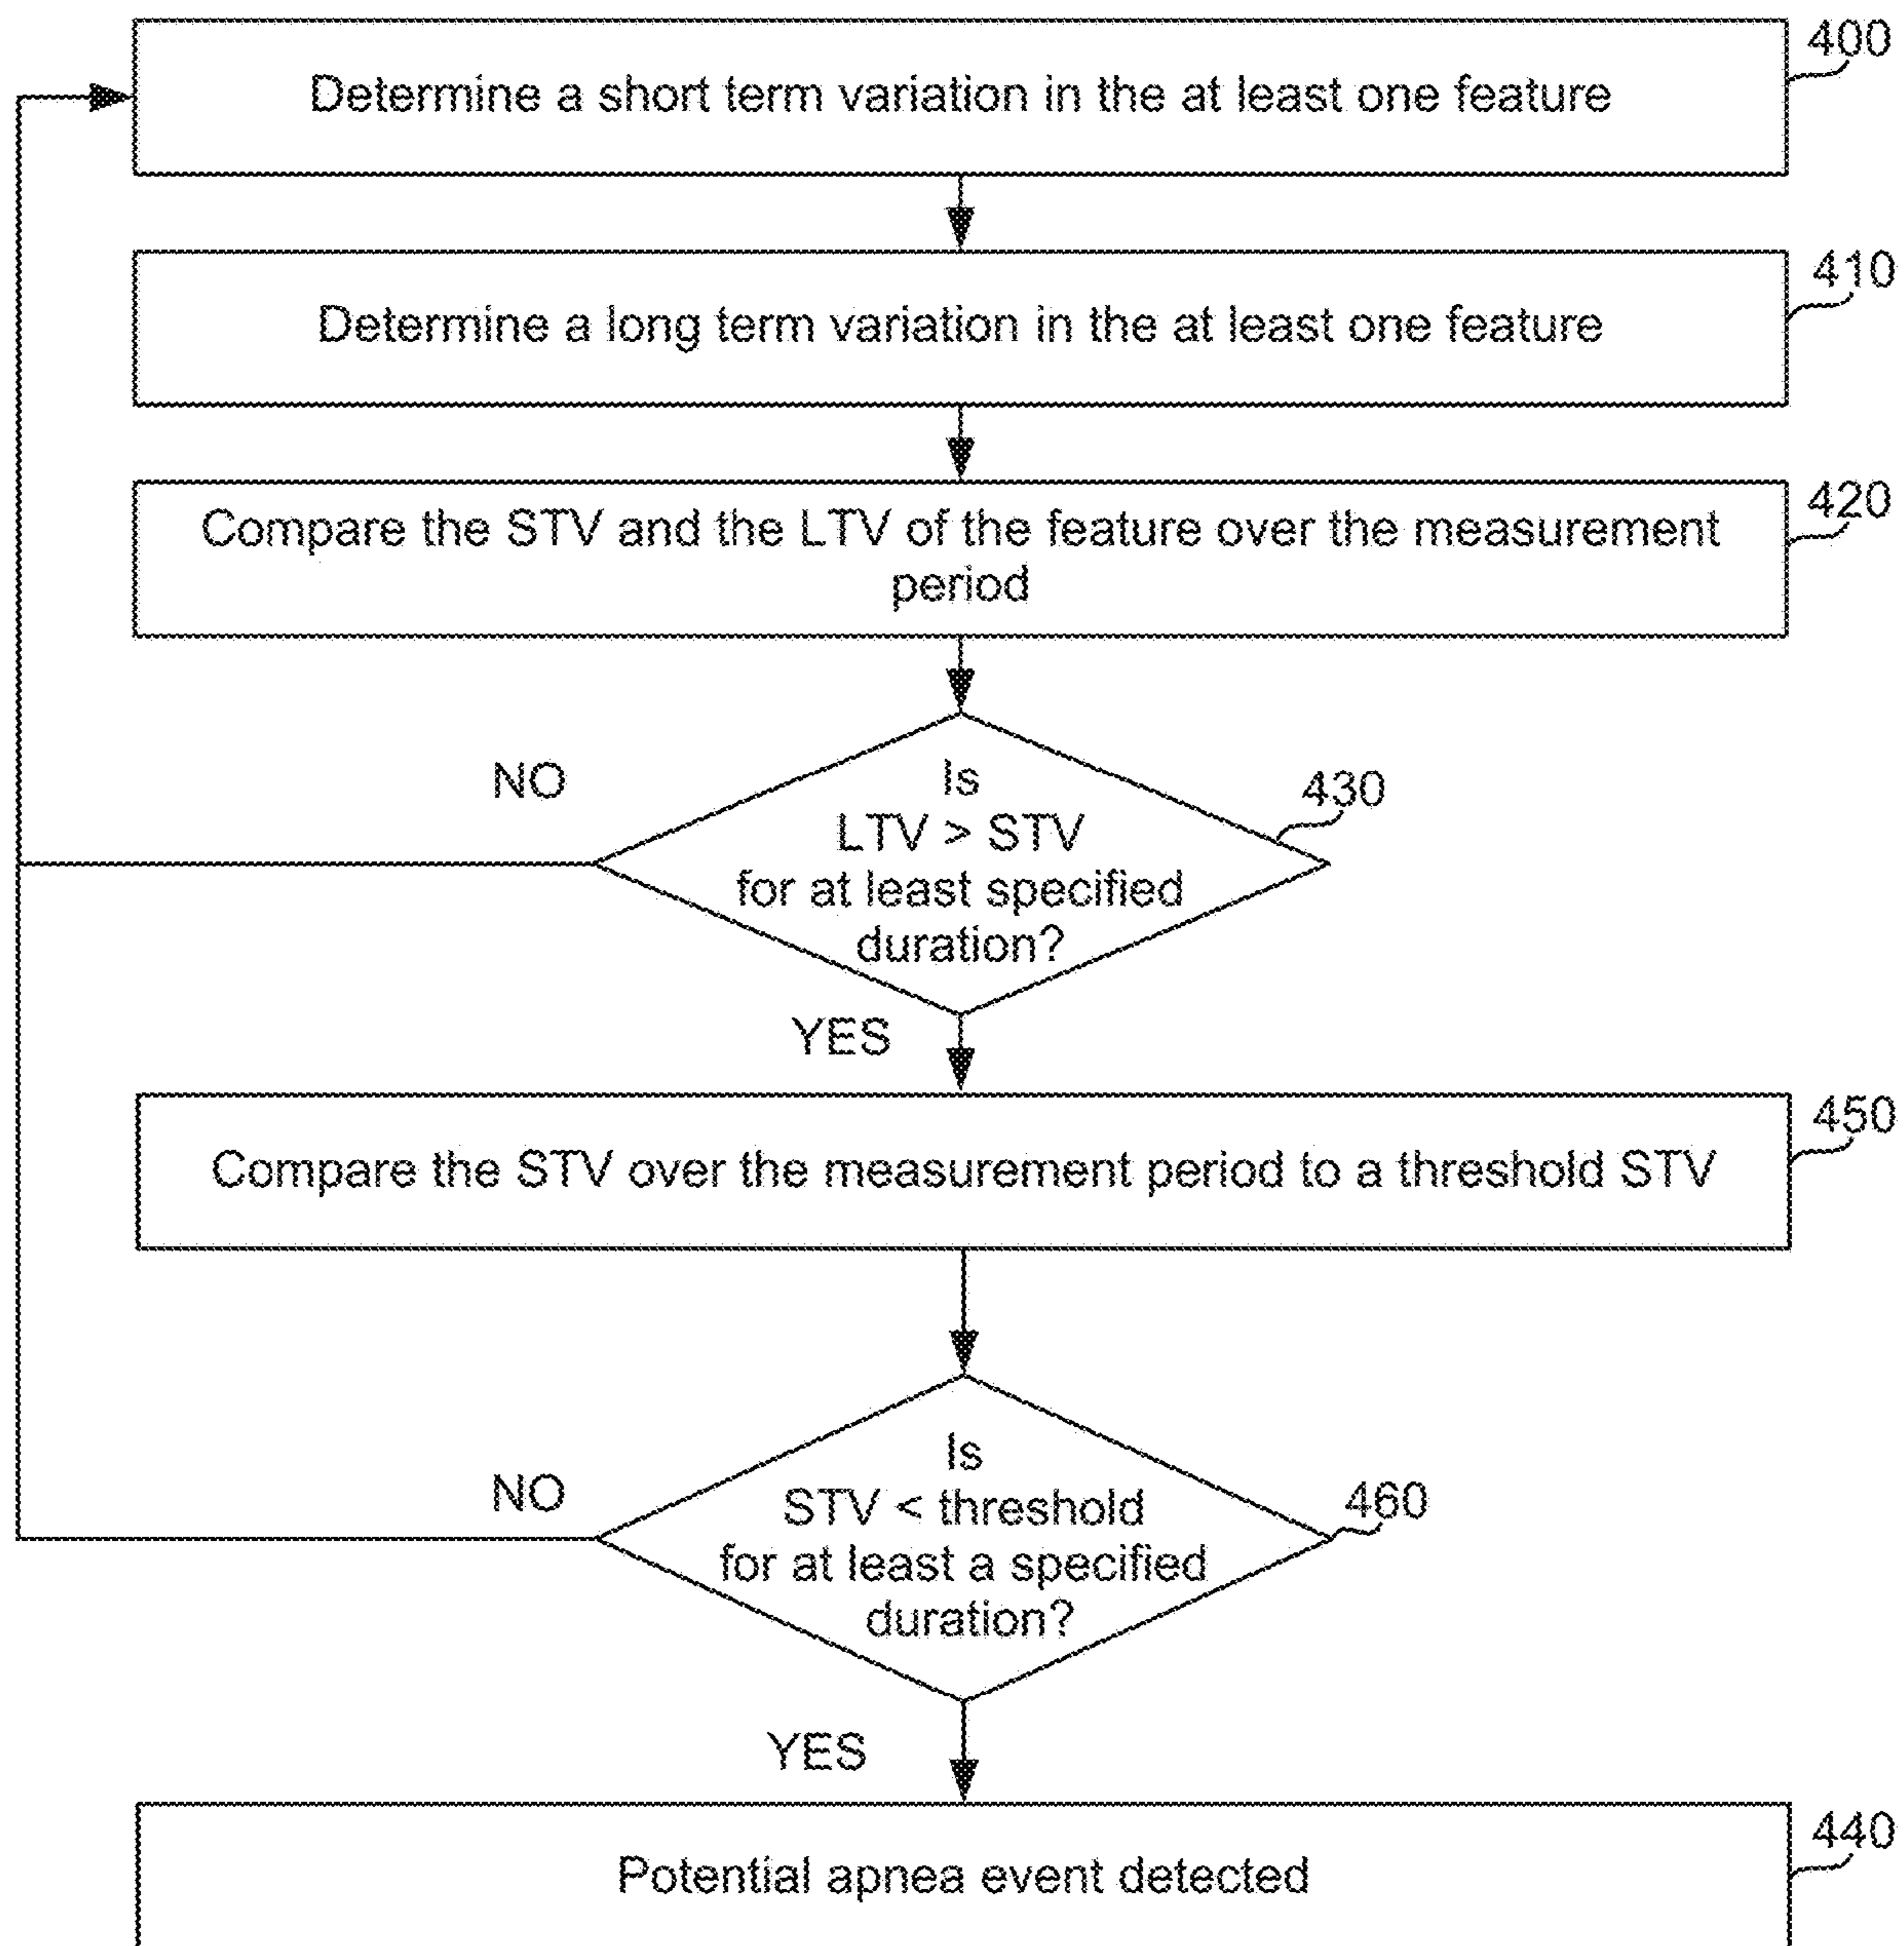 400
Determine a short term variation in the at least one feature
410
Determine a long term variation in the at least one feature
420
Compare the STV and the LTV of the feature over the measurement
period
NO
430
Is
LTV > STV
for at least specified
duration?
YES
450
Compare the STV over the measurement period to a threshold STV
NO
460
Is
STV < threshold
for at least a specified
duration?
YES
440
Potential apnea event detected